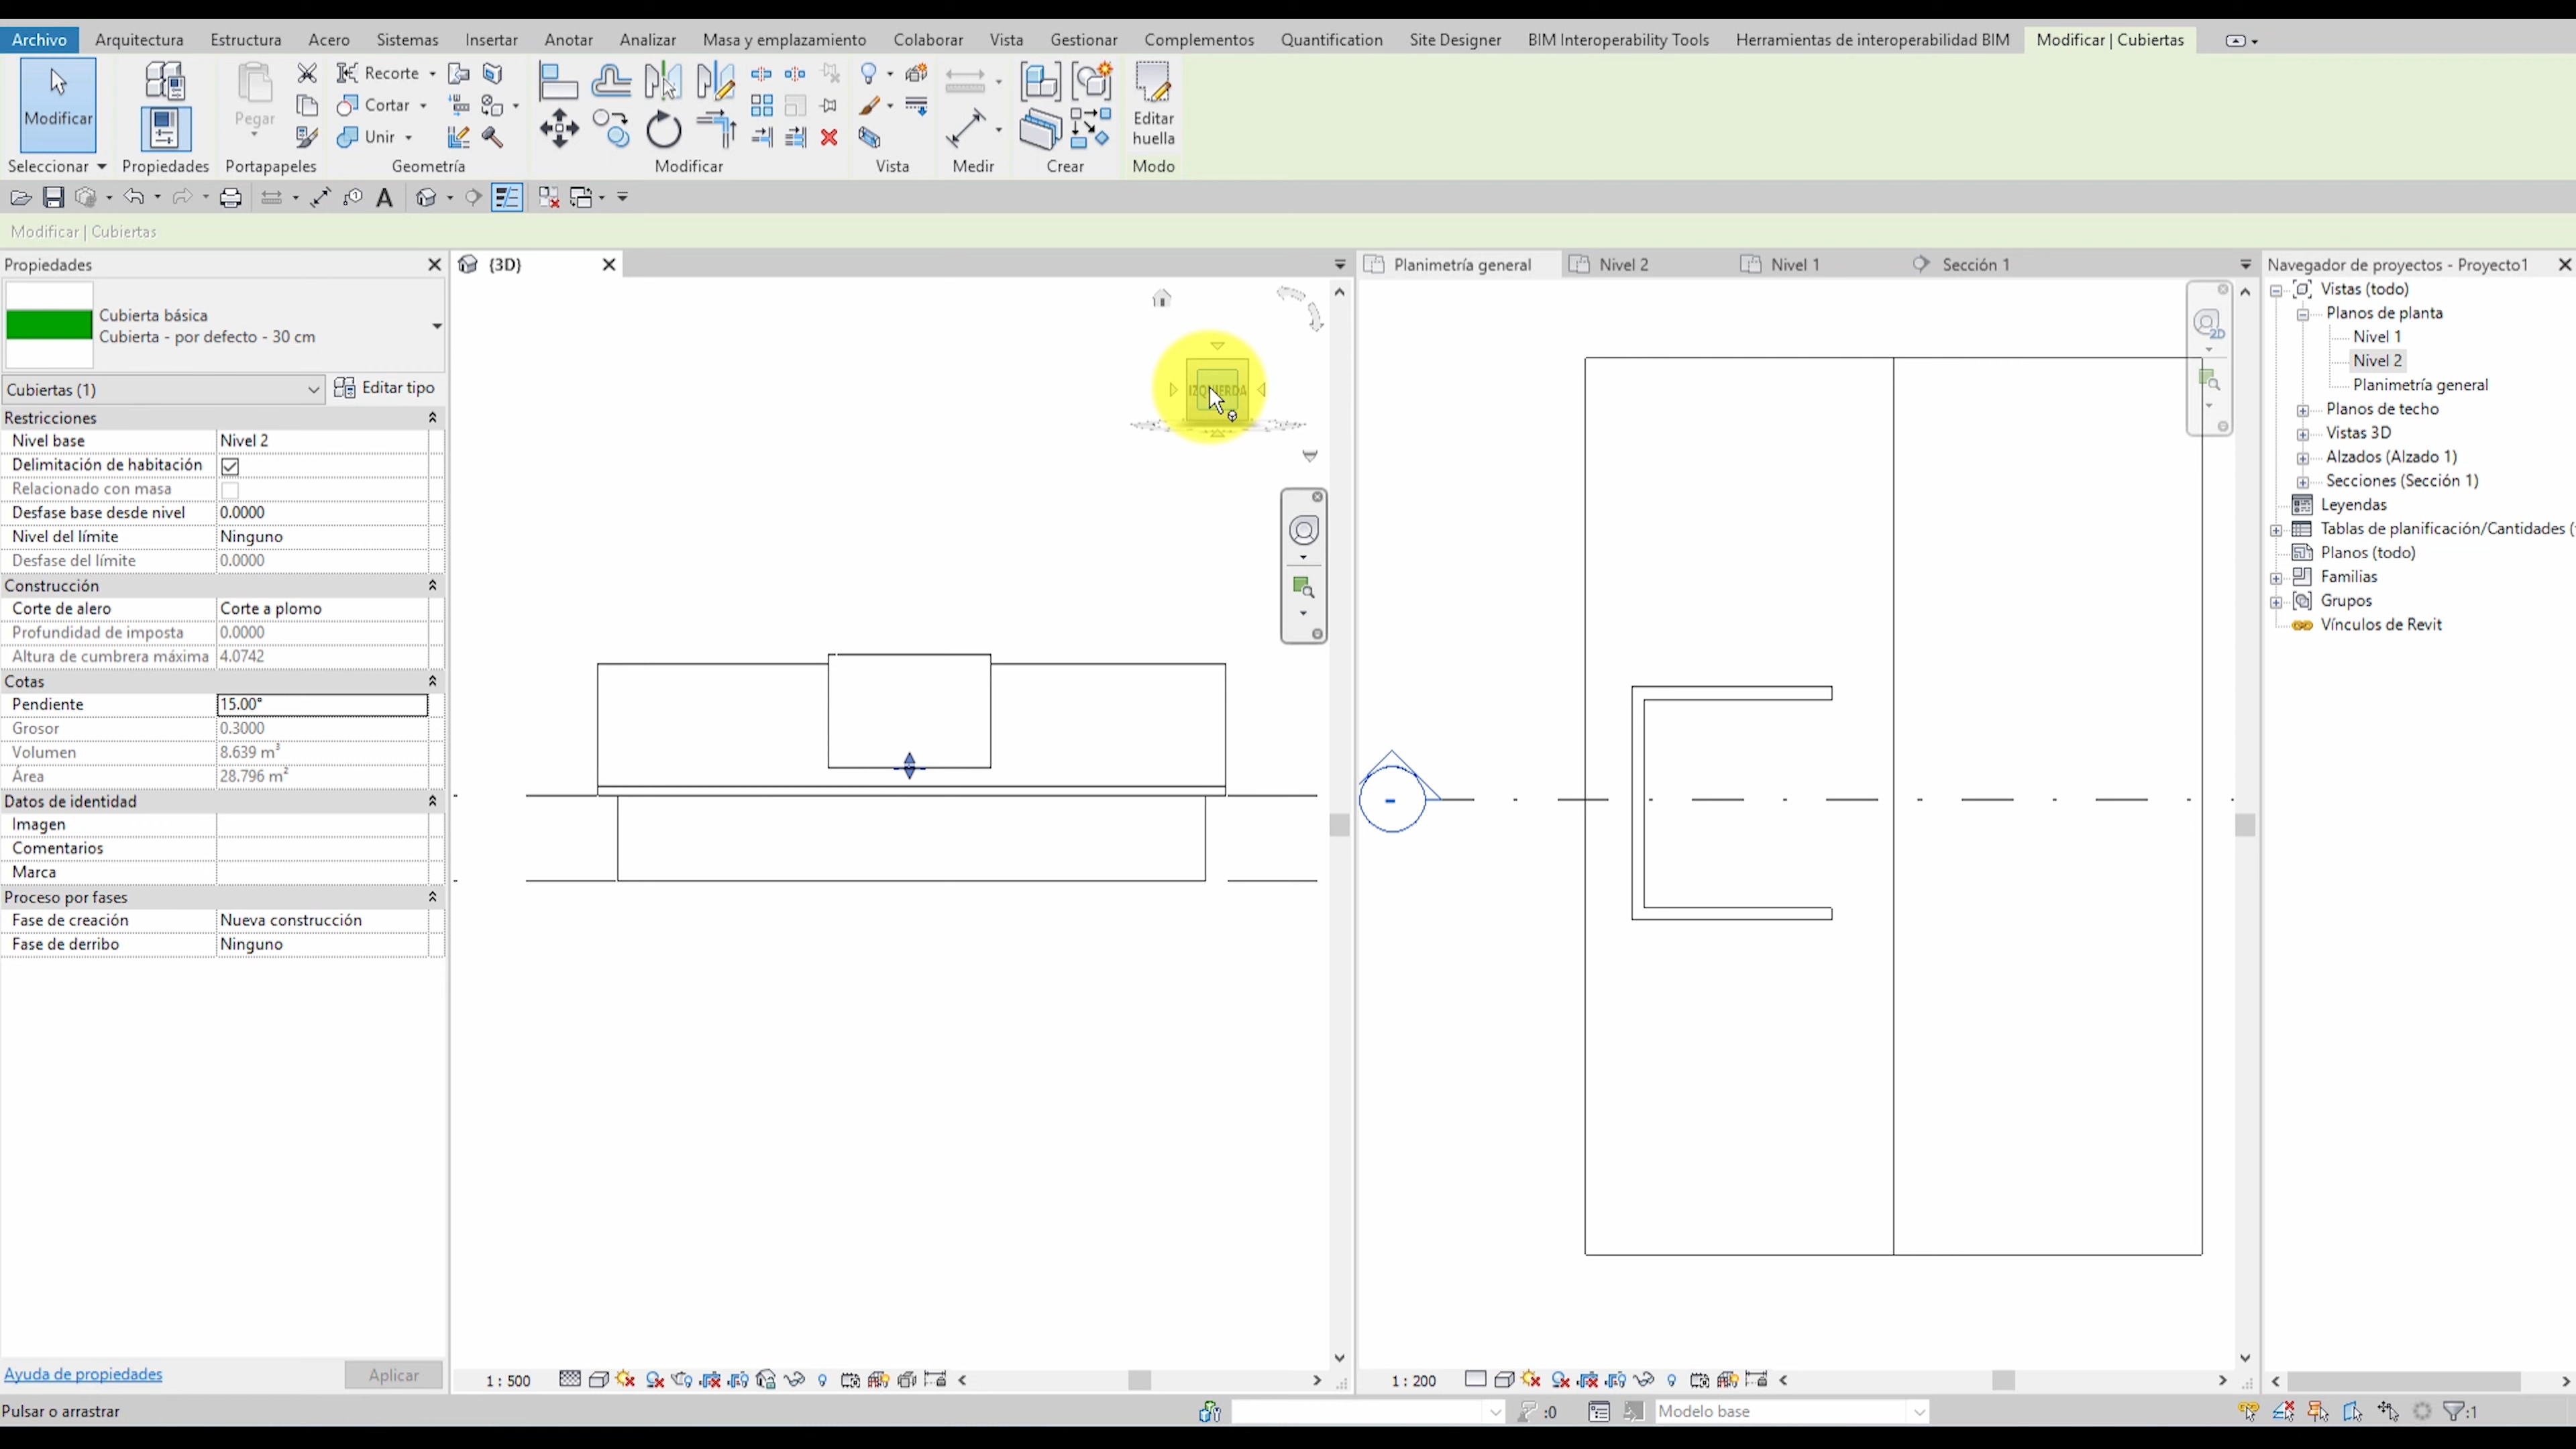 Archivo Arquitectura Estructura Acero Sistemas Insertar Anotar Analizar Masa y emplazamiento Colaborar Vista Gestionar Complementos Quantification Site Designer BIM Interoperability Tools Herramientas de interoperabilidad BIM Modificar | Cubiertas
Modificar
Pegar
Recorte
Cortar
Unir
Editar
huella
Seleccionar Propiedades Portapapeles Geometría Modificar Vista Medir Crear Modo
Modificar | Cubiertas
Propiedades
Cubierta básica
Cubierta - por defecto - 30 cm
Cubiertas (1) Editar tipo
Restricciones
Nivel base Nivel 2
Delimitación de habitación
Relacionado con masa
Desfase base desde nivel 0.0000
Nivel del límite Ninguno
Desfase del límite 0.0000
Construcción
Corte de alero Corte a plomo
Profundidad de imposta 0.0000
Altura de cumbrera máxima 4.0742
Cotas
Pendiente 15.00°
Grosor 0.3000
Volumen 8.639 m³
Área 28.796 m²
Datos de identidad
Imagen
Comentarios
Marca
Proceso por fases
Fase de creación Nueva construcción
Fase de derribo Ninguno
Ayuda de propiedades Aplicar
{3D}
IZQUIERDA
1 : 500
Planimetría general Nivel 2 Nivel 1 Sección 1
2D
1 : 200
Navegador de proyectos - Proyecto1
Vistas (todo)
Planos de planta
Nivel 1
Nivel 2
Planimetría general
Planos de techo
Vistas 3D
Alzados (Alzado 1)
Secciones (Sección 1)
Leyendas
Tablas de planificación/Cantidades (
Planos (todo)
Familias
Grupos
Vínculos de Revit
Pulsar o arrastrar :0 Modelo base :1